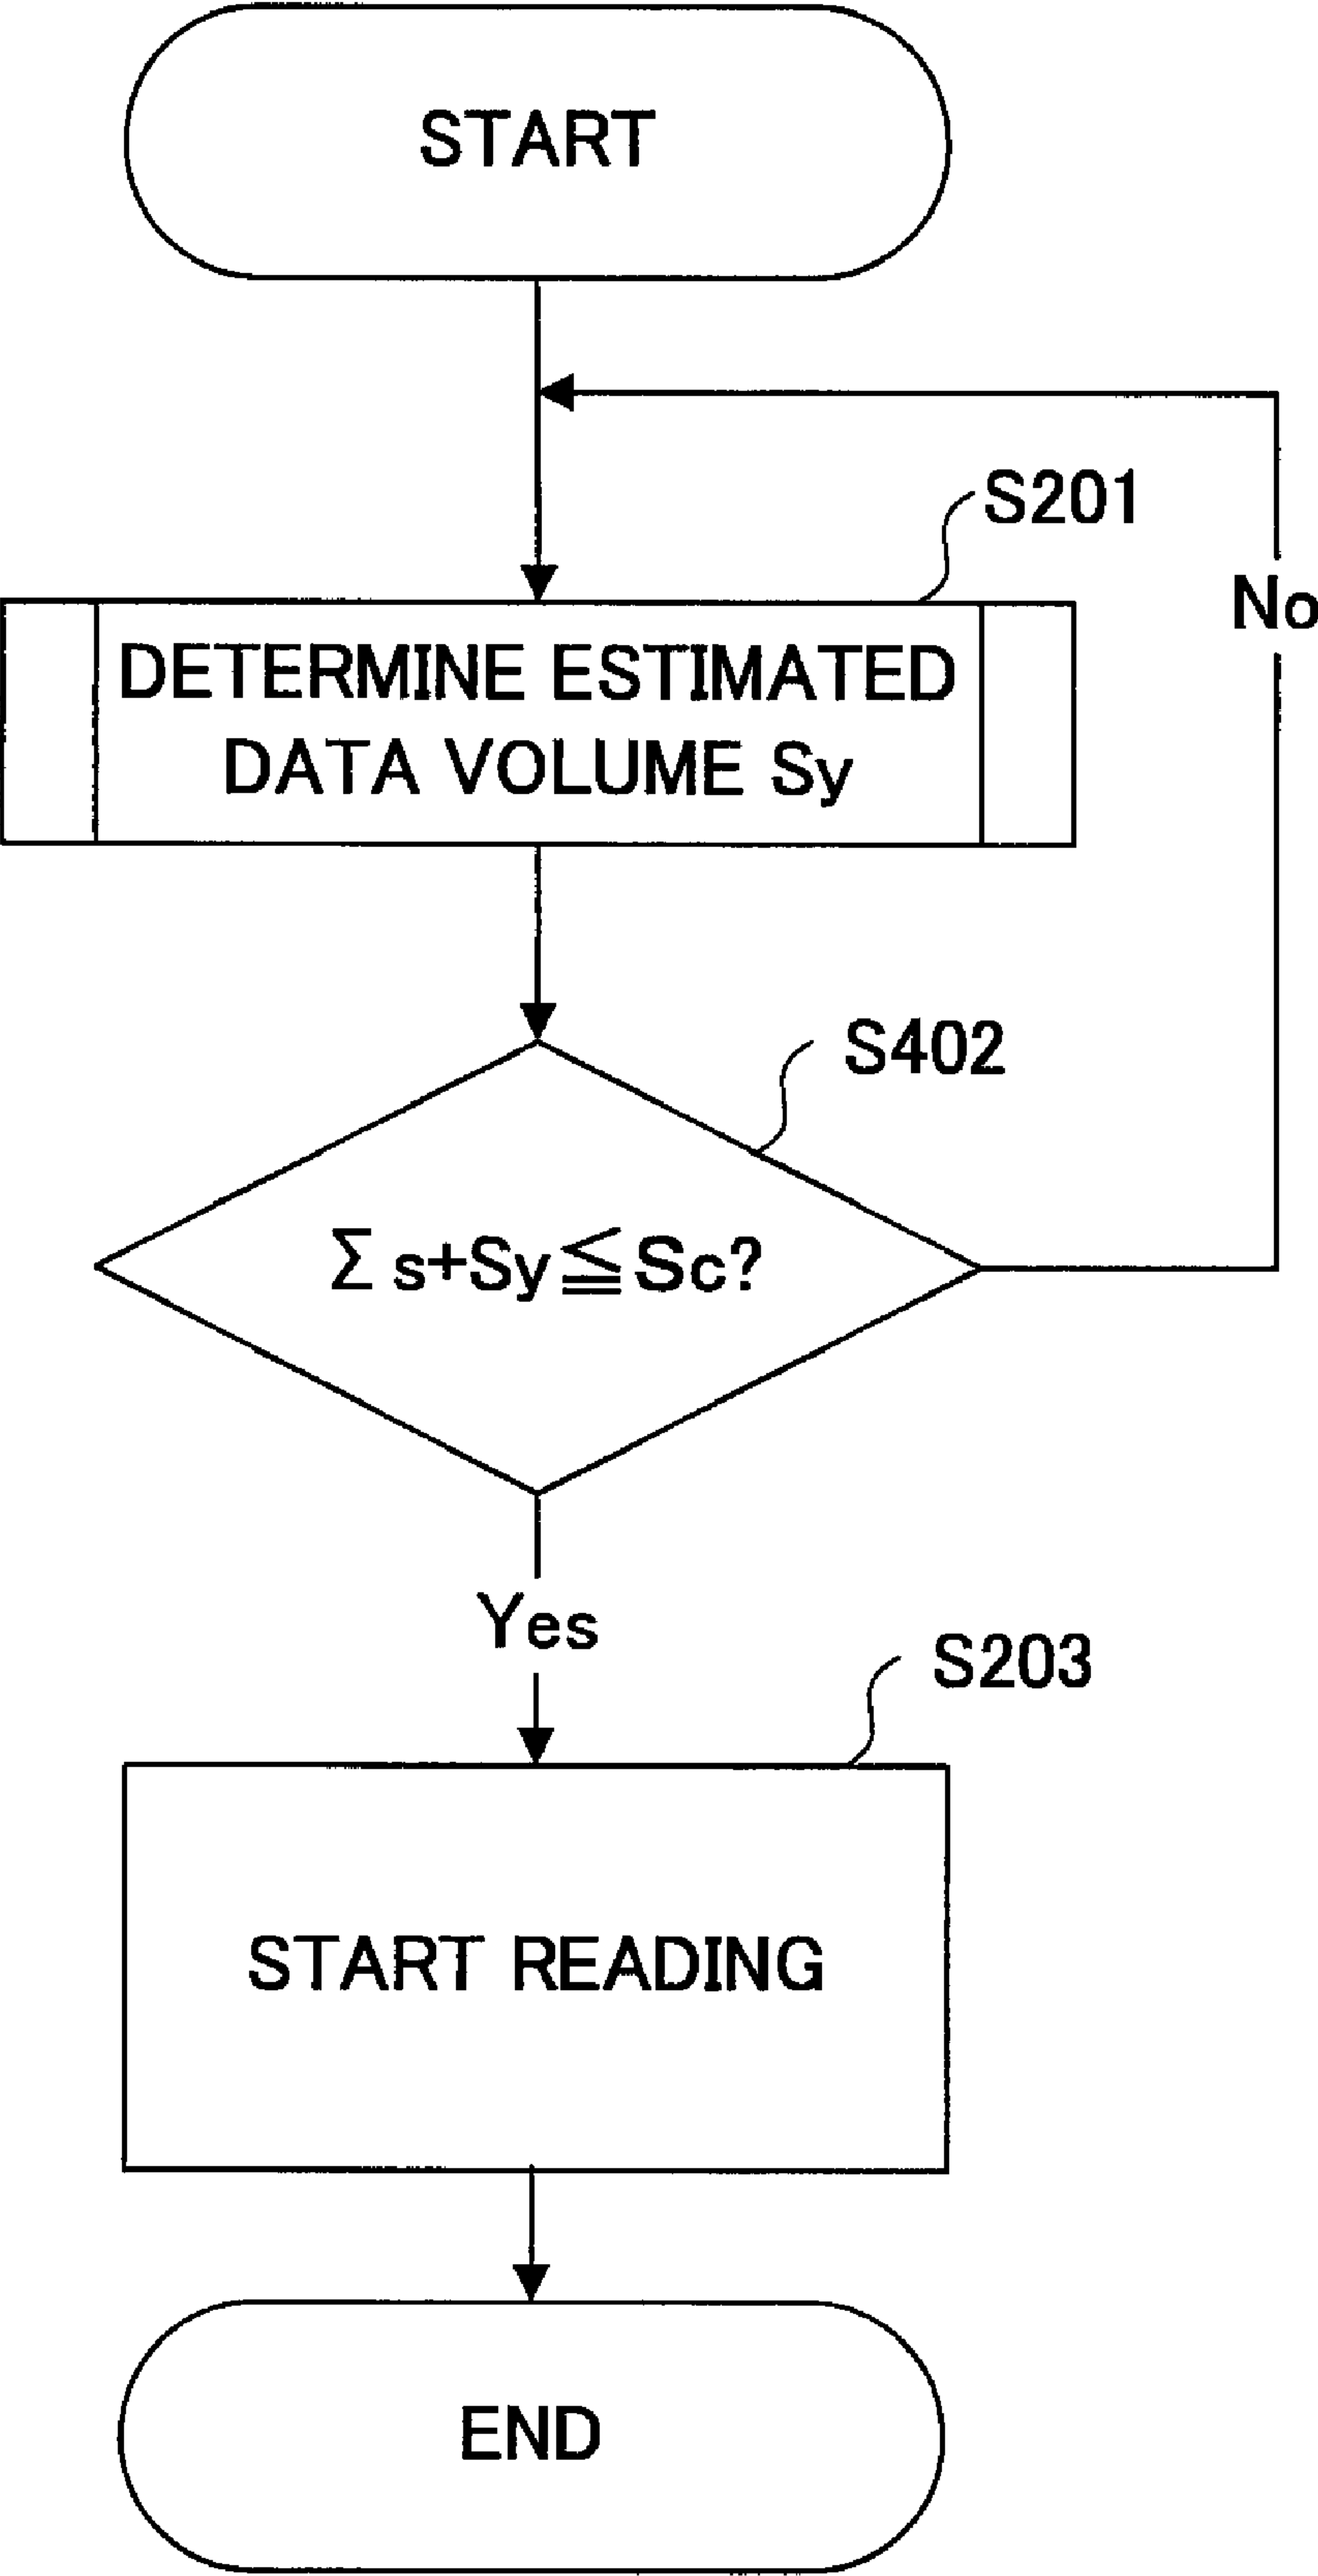 START
S201
No
DETERMINE ESTIMATED
DATA VOLUME Sy
S402
Σs+Sy≦Sc?
Yes
S203
START READING
END